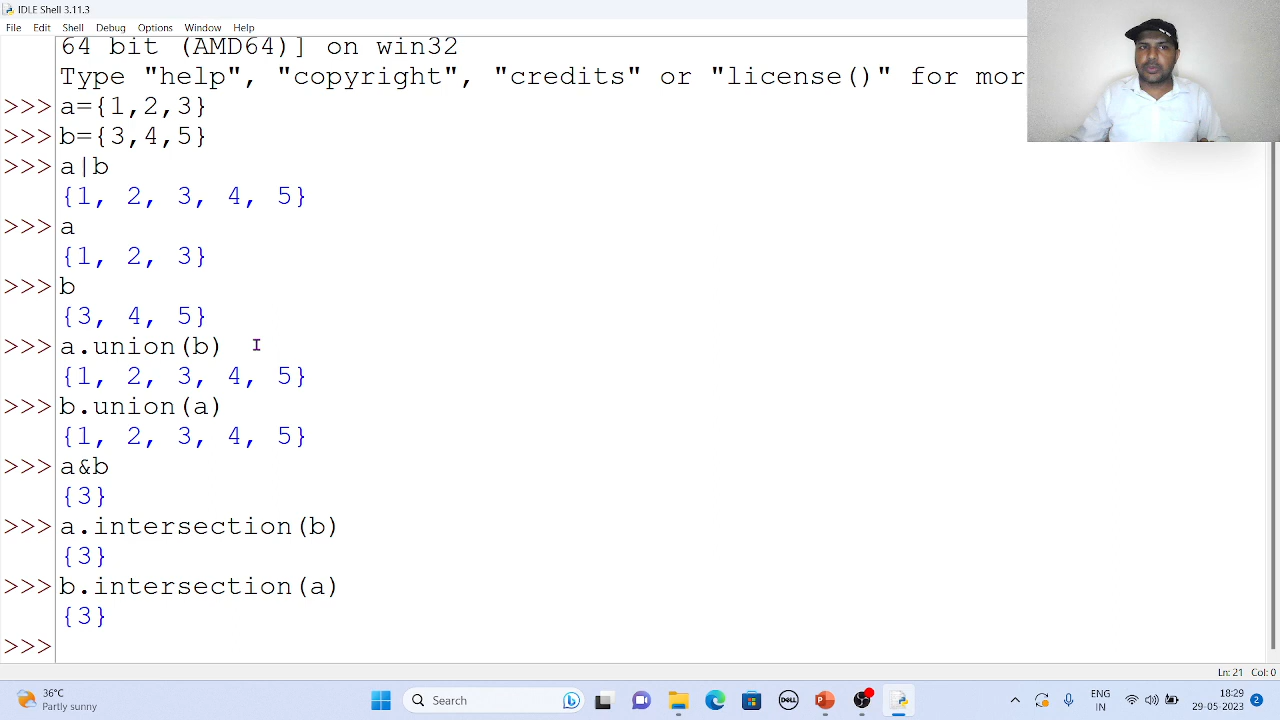 IDLE Shell 3.11.3
File Edit Shell Debug Options Window Help
64 bit (AMD64)] on win32
Type "help", "copyright", "credits" or "license()" for mor
>>> a={1,2,3}
>>> b={3,4,5}
>>> a|b
{1, 2, 3, 4, 5}
>>> a
{1, 2, 3}
>>> b
{3, 4, 5}
>>> a.union(b)
{1, 2, 3, 4, 5}
>>> b.union(a)
{1, 2, 3, 4, 5}
>>> a&b
{3}
>>> a.intersection(b)
{3}
>>> b.intersection(a)
{3}
>>>
Ln: 21 Col: 0
36°C
Partly sunny
Search
DELL
ENG
IN
18:29
29-05-2023
2